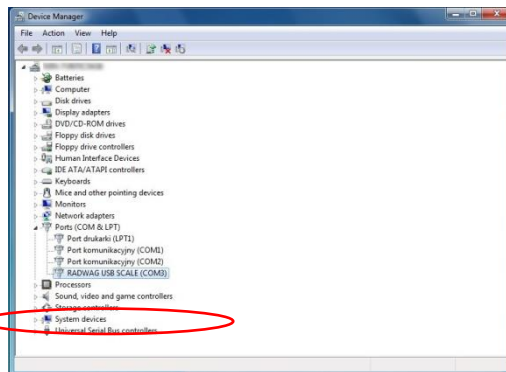 Device Manager
File Action View Help
Batteries
Computer
Disk drives
Display adapters
DVD/CD-ROM drives
Floppy disk drives
Floppy drive controllers
Human Interface Devices
IDE ATA/ATAPI controllers
Keyboards
Mice and other pointing devices
Monitors
Network adapters
Ports (COM & LPT)
Port drukarki (LPT1)
Port komunikacyjny (COM1)
Port komunikacyjny (COM2)
RADWAG USB SCALE (COM3)
Processors
Sound, video and game controllers
Storage controllers
System devices
Universal Serial Bus controllers